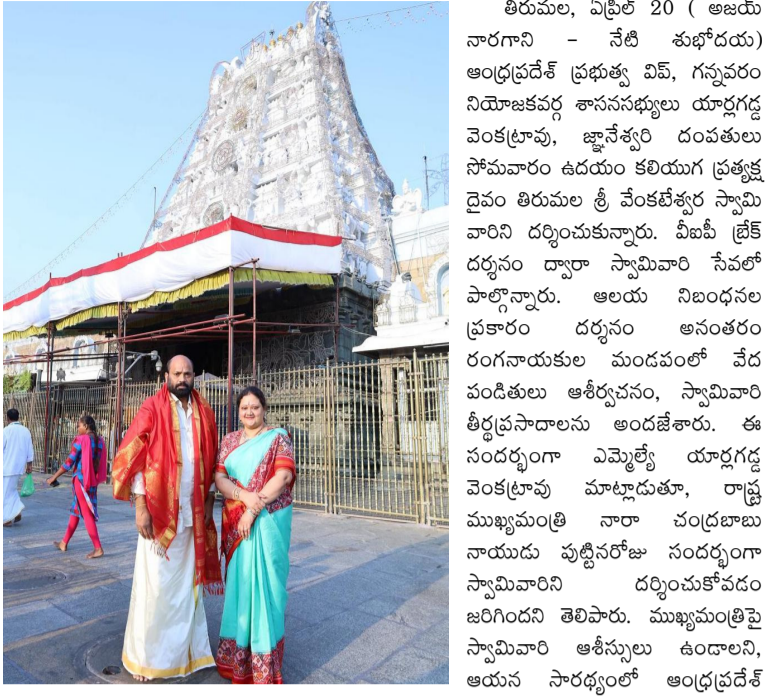 తిరుమల, ఏప్రిల్ 20 ( అజయ్
నారగాని – నేటి శుభోదయ)
ఆంధ్రప్రదేశ్ ప్రభుత్వ విప్, గన్నవరం
నియోజకవర్గ శాసనసభ్యులు యార్లగడ్డ
వెంకట్రావు, జ్ఞానేశ్వరి దంపతులు
సోమవారం ఉదయం కలియుగ ప్రత్యక్ష
దైవం తిరుమల శ్రీ వేంకటేశ్వర స్వామి
వారిని దర్శించుకున్నారు. వీఐపీ బ్రేక్
దర్శనం ద్వారా స్వామివారి సేవలో
పాల్గొన్నారు. ఆలయ నిబంధనల
ప్రకారం దర్శనం అనంతరం
రంగనాయకుల మండపంలో వేద
పండితులు ఆశీర్వచనం, స్వామివారి
తీర్థప్రసాదాలను అందజేశారు. ఈ
సందర్భంగా ఎమ్మెల్యే యార్లగడ్డ
వెంకట్రావు మాట్లాడుతూ, రాష్ట్ర
ముఖ్యమంత్రి నారా చంద్రబాబు
నాయుడు పుట్టినరోజు సందర్భంగా
స్వామివారిని దర్శించుకోవడం
జరిగిందని తెలిపారు. ముఖ్యమంత్రిపై
స్వామివారి ఆశీస్సులు ఉండాలని,
ఆయన సారథ్యంలో ఆంధ్రప్రదేశ్